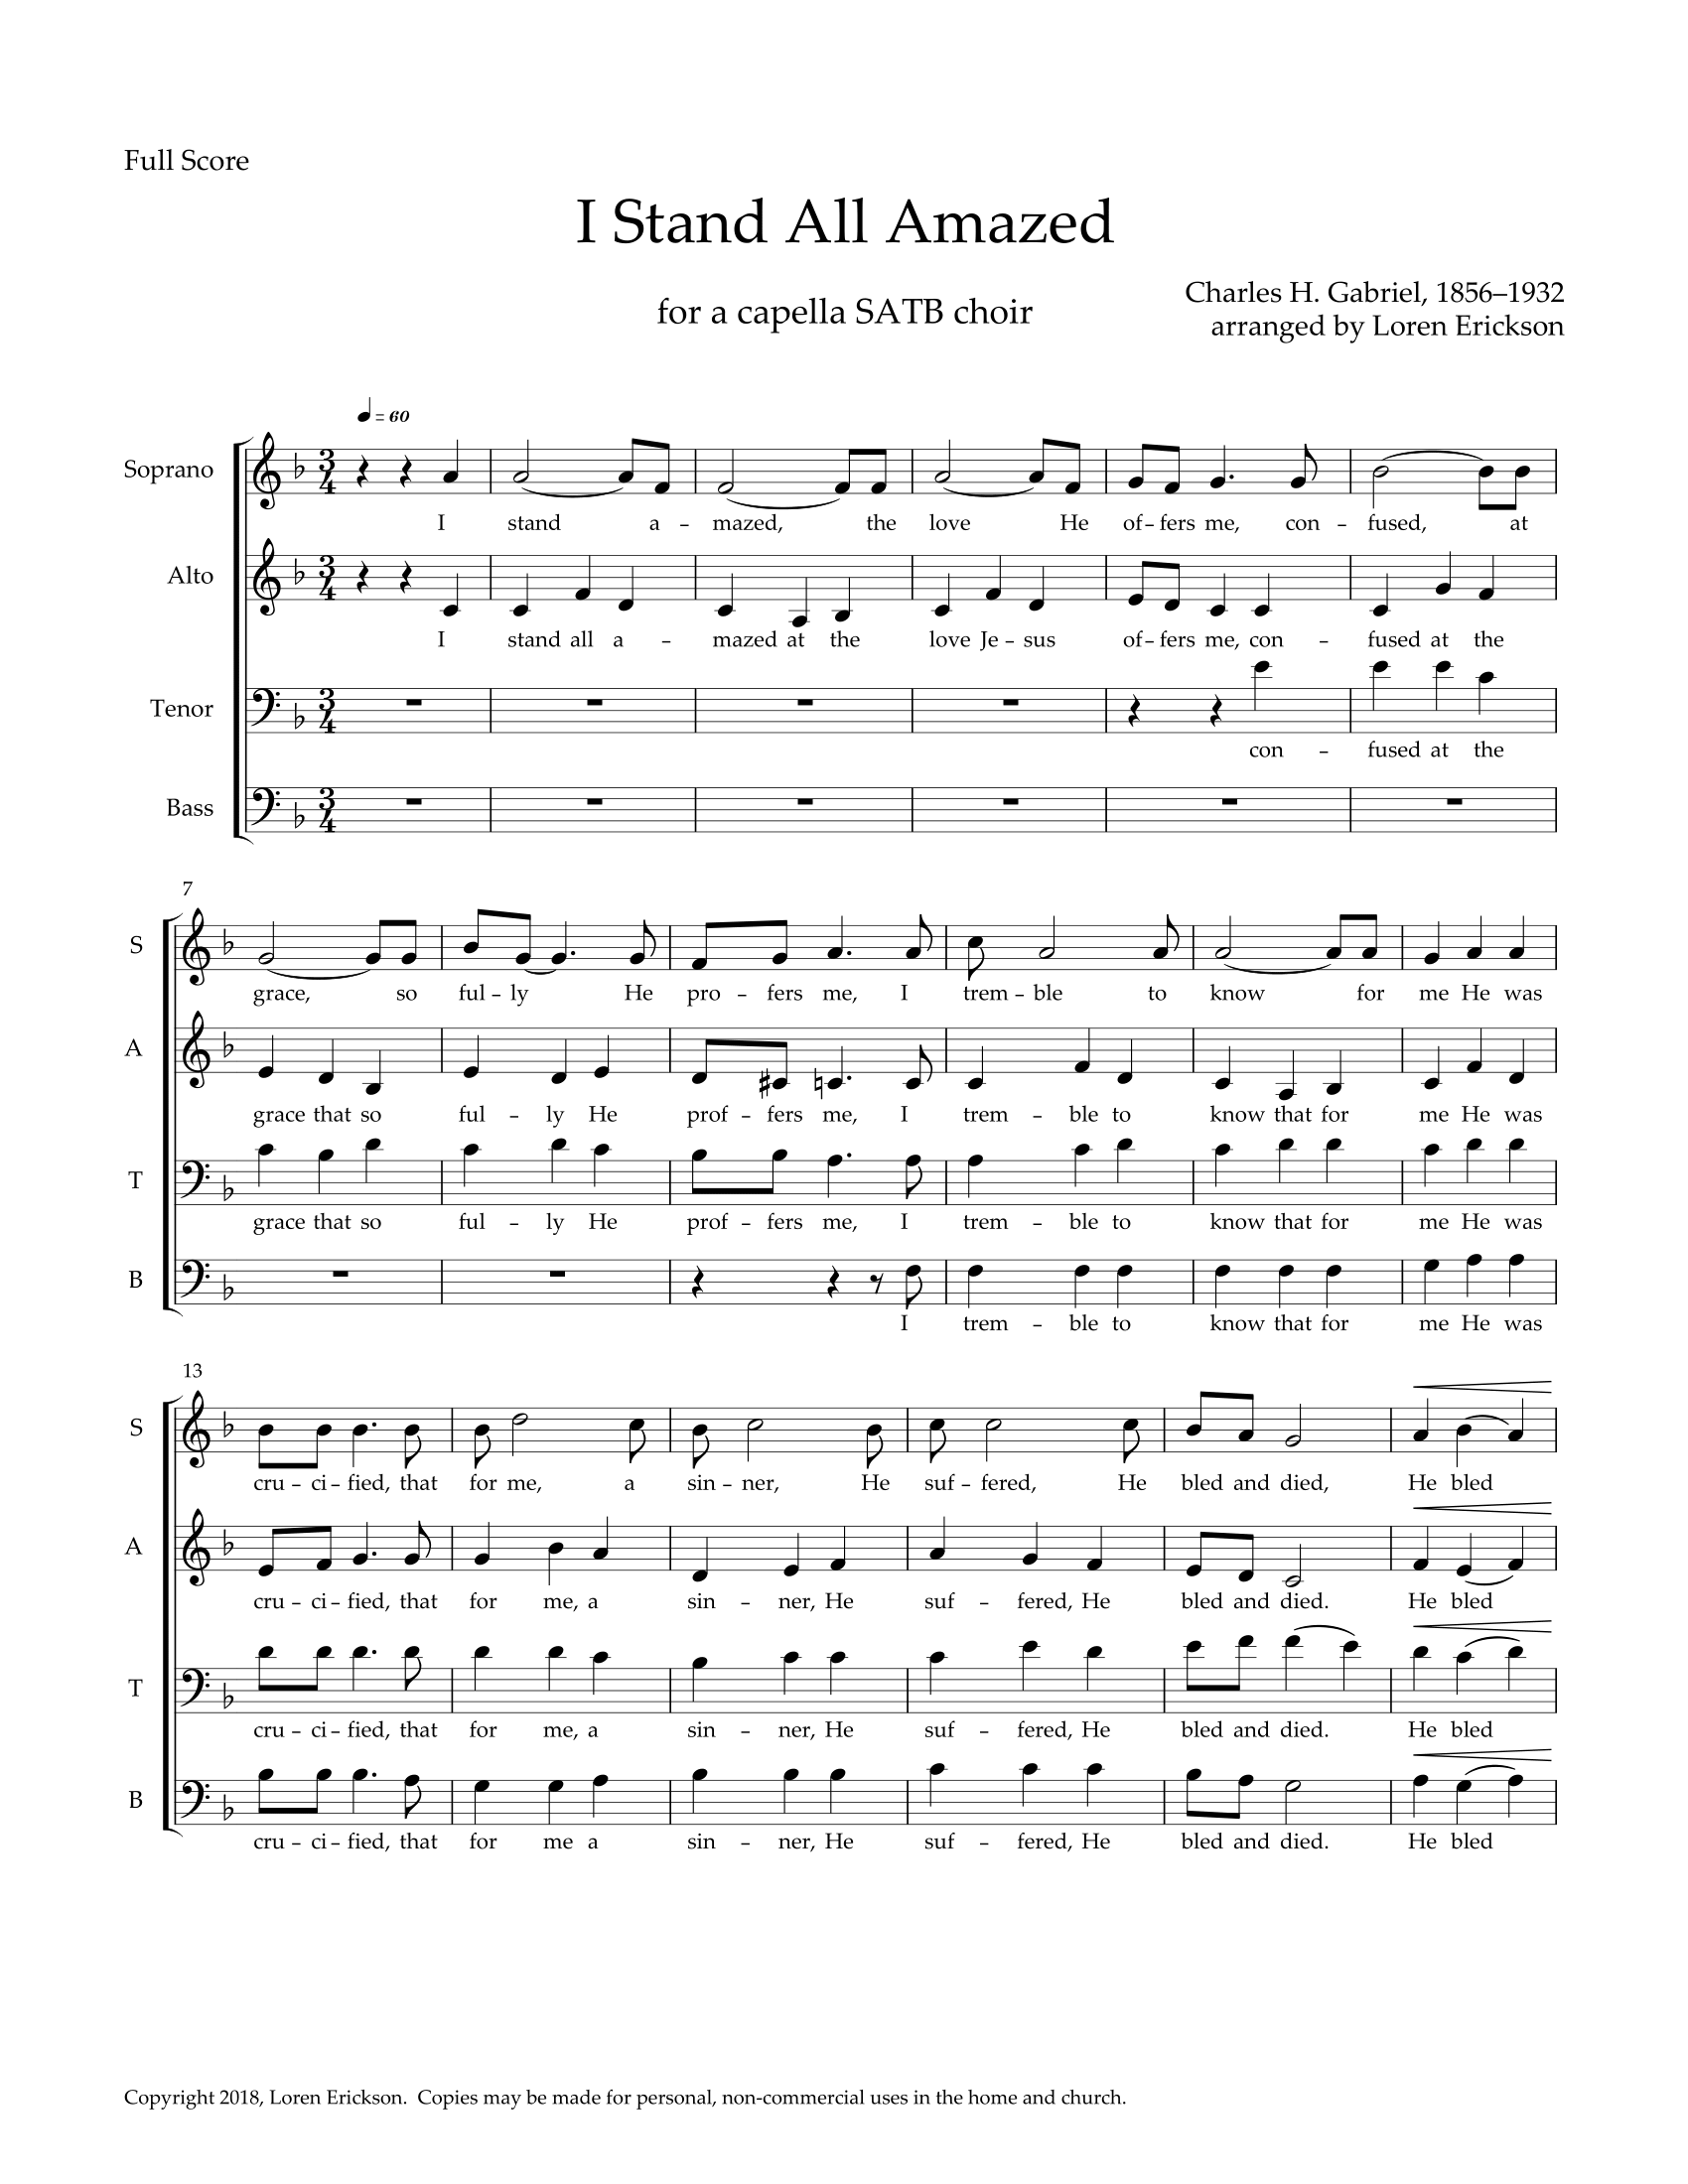 Full Score
I Stand All Amazed
for a capella SATB choir
Charles H. Gabriel, 1856–1932
arranged by Loren Erickson
= 60
Soprano
3
4
I stand a – mazed, the love He of – fers me, con – fused, at
Alto
3
4
I stand all a – mazed at the love Je – sus of – fers me, con – fused at the
Tenor
3
4
con – fused at the
Bass
3
4
7
S
grace, so ful – ly He pro – fers me, I trem – ble to know for me He was
A
grace that so ful – ly He prof – fers me, I trem – ble to know that for me He was
T
grace that so ful – ly He prof – fers me, I trem – ble to know that for me He was
B
I trem – ble to know that for me He was
13
S
cru – ci – fied, that for me, a sin – ner, He suf – fered, He bled and died, He bled
A
cru – ci – fied, that for me, a sin – ner, He suf – fered, He bled and died. He bled
T
cru – ci – fied, that for me, a sin – ner, He suf – fered, He bled and died. He bled
B
cru – ci – fied, that for me a sin – ner, He suf – fered, He bled and died. He bled
Copyright 2018, Loren Erickson. Copies may be made for personal, non-commercial uses in the home and church.